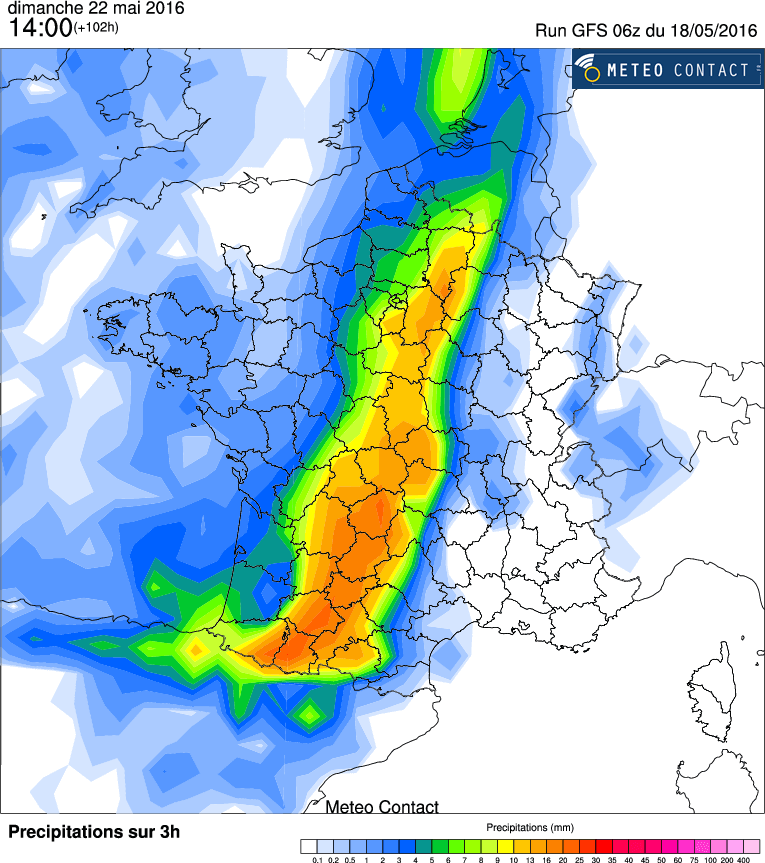 dimanche 22 mai 2016
14:00(+102h)
Run GFS 06z du 18/05/2016
METEO CONTACT
Meteo Contact
Precipitations sur 3h
Precipitations (mm)
0.1 0.2 0.5 1 2 3 4 5 6 7 8 9 10 13 16 20 25 30 35 40 45 50 60 75 100 200 400